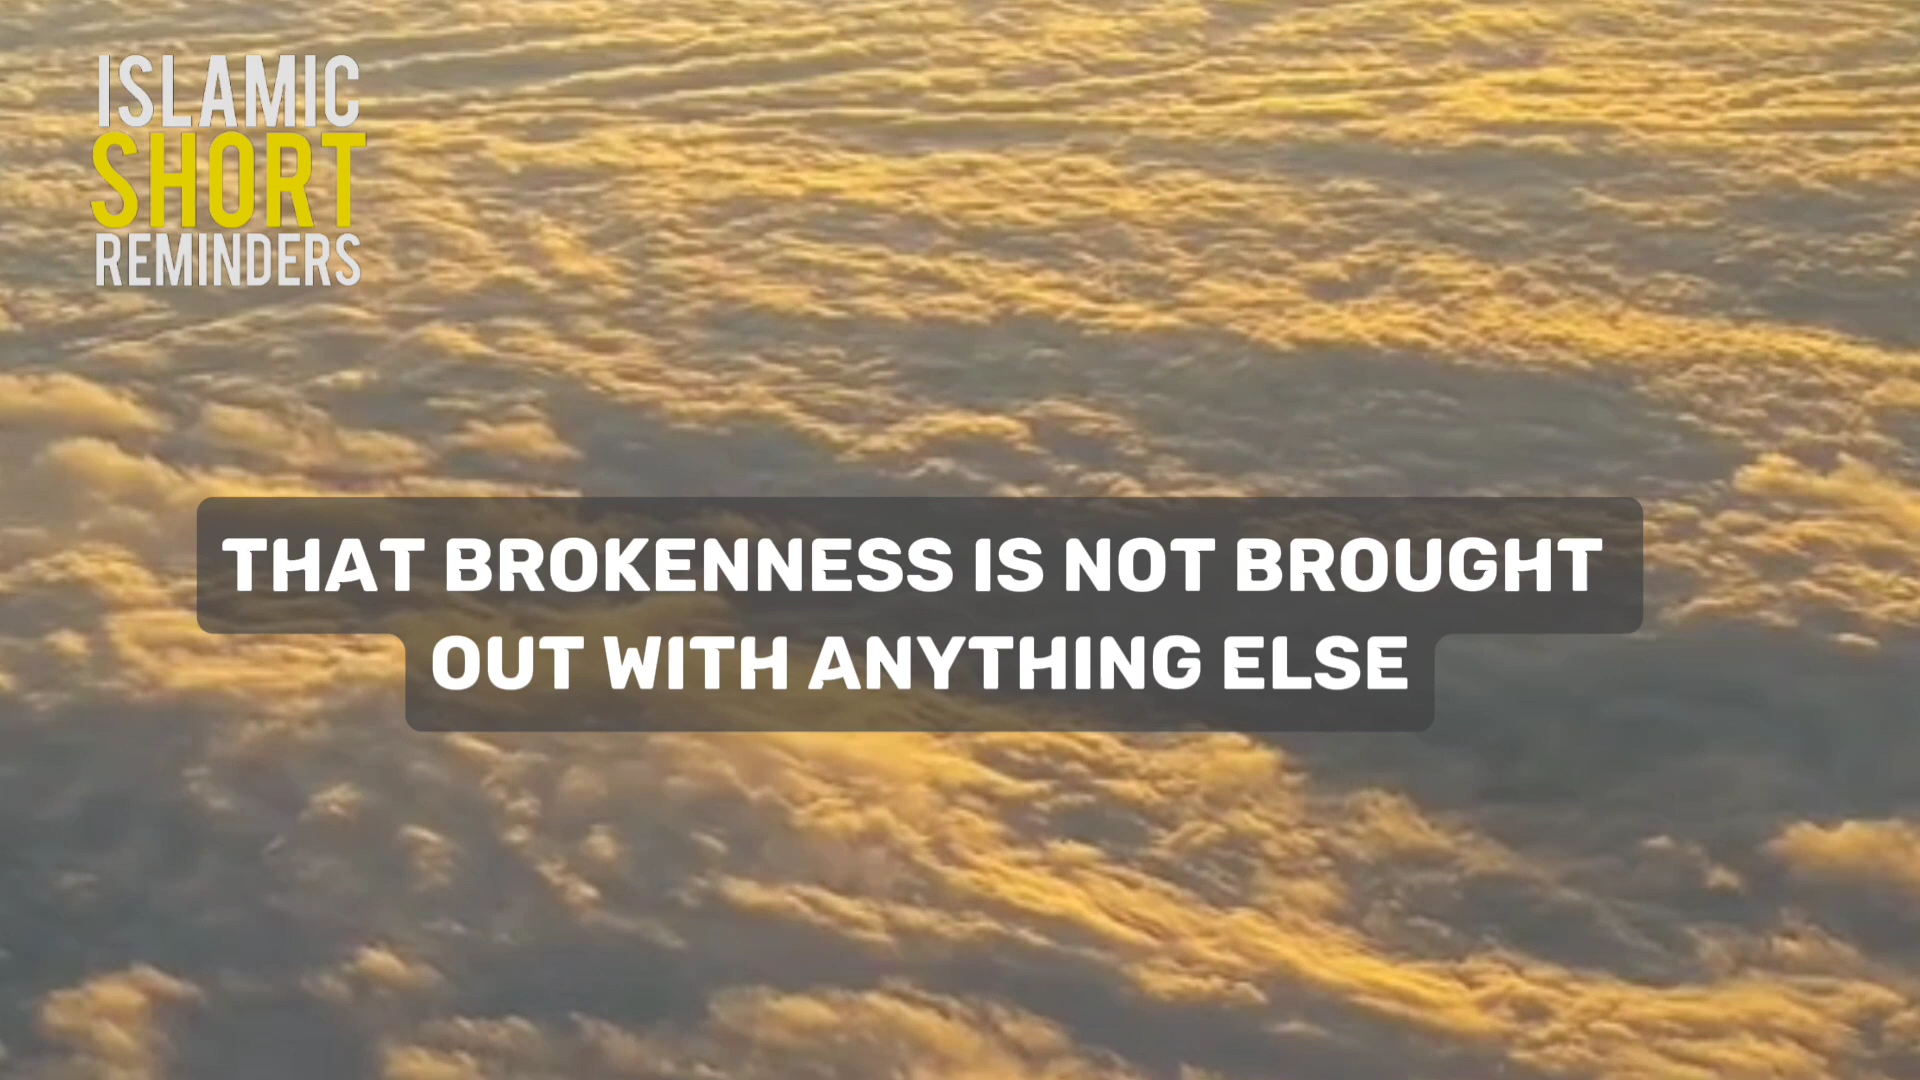 ISLAMIC
SHORT
REMINDERS
THAT BROKENNESS IS NOT BROUGHT
OUT WITH ANYTHING ELSE